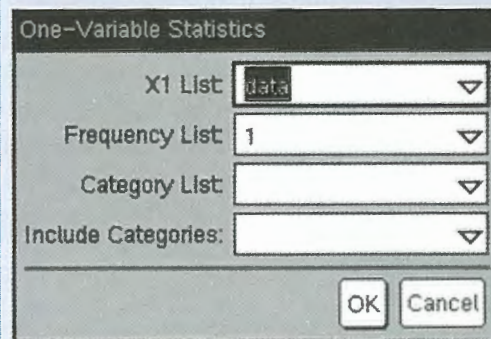 One-Variable Statistics
X1 List: data
Frequency List: 1
Category List:
Include Categories:
OK Cancel